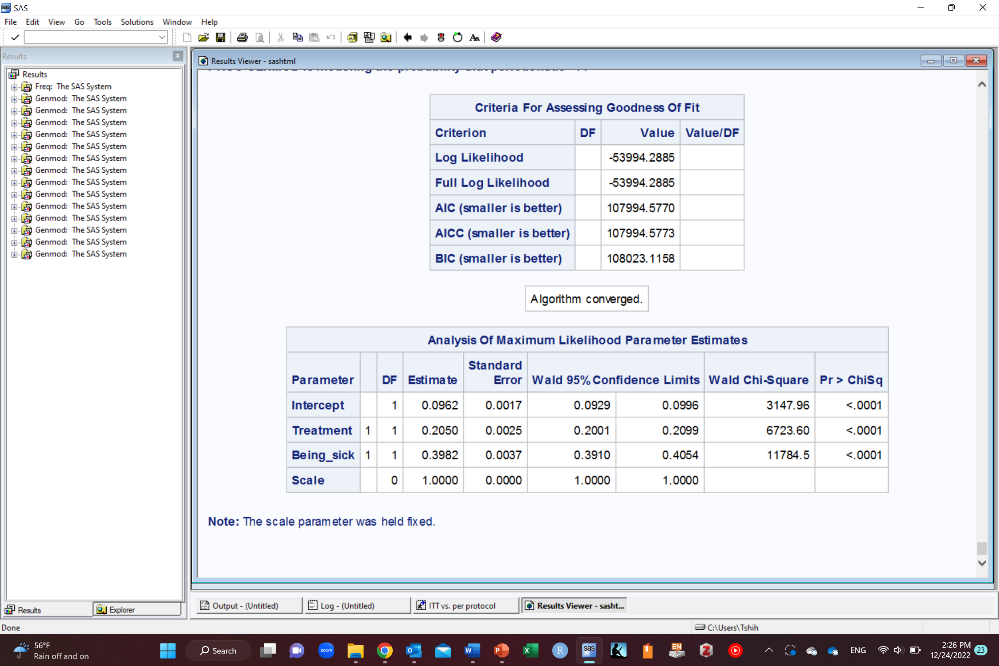 SAS
File Edit View Go Tools Solutions Window Help
Results
Results
Freq: The SAS System
Genmod: The SAS System
Genmod: The SAS System
Genmod: The SAS System
Genmod: The SAS System
Genmod: The SAS System
Genmod: The SAS System
Genmod: The SAS System
Genmod: The SAS System
Genmod: The SAS System
Genmod: The SAS System
Genmod: The SAS System
Genmod: The SAS System
Genmod: The SAS System
Genmod: The SAS System
Results Explorer
Results Viewer - sashtml
Criteria For Assessing Goodness Of Fit
Criterion DF Value Value/DF
Log Likelihood -53994.2885
Full Log Likelihood -53994.2885
AIC (smaller is better) 107994.5770
AICC (smaller is better) 107994.5773
BIC (smaller is better) 108023.1158
Algorithm converged.
Analysis Of Maximum Likelihood Parameter Estimates
Parameter DF Estimate Standard Error Wald 95% Confidence Limits Wald Chi-Square Pr > ChiSq
Intercept 1 0.0962 0.0017 0.0929 0.0996 3147.96 <.0001
Treatment 1 1 0.2050 0.0025 0.2001 0.2099 6723.60 <.0001
Being_sick 1 1 0.3982 0.0037 0.3910 0.4054 11784.5 <.0001
Scale 0 1.0000 0.0000 1.0000 1.0000
Note: The scale parameter was held fixed.
Output - (Untitled) Log - (Untitled) ITT vs. per protocol Results Viewer - sasht...
Done C:\Users\Tshih
56°F
Rain off and on
Search
zoom
sas
EN
ENG
2:26 PM
12/24/2022
23